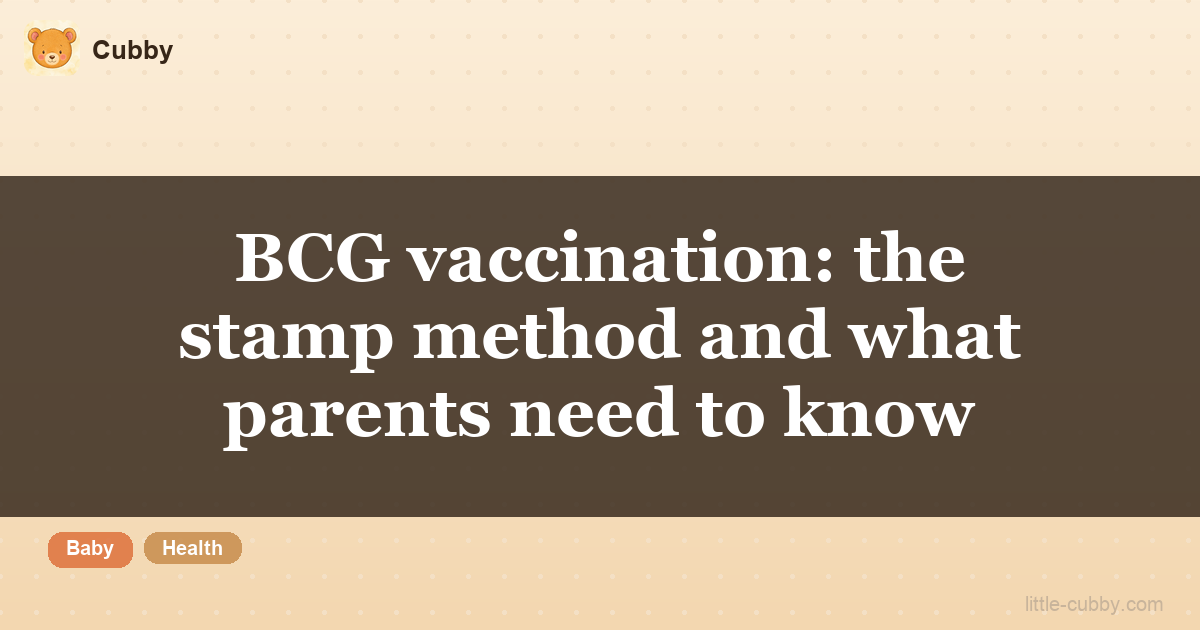 Cubby
BCG vaccination: the
stamp method and what
parents need to know
Baby
Health
little-cubby.com